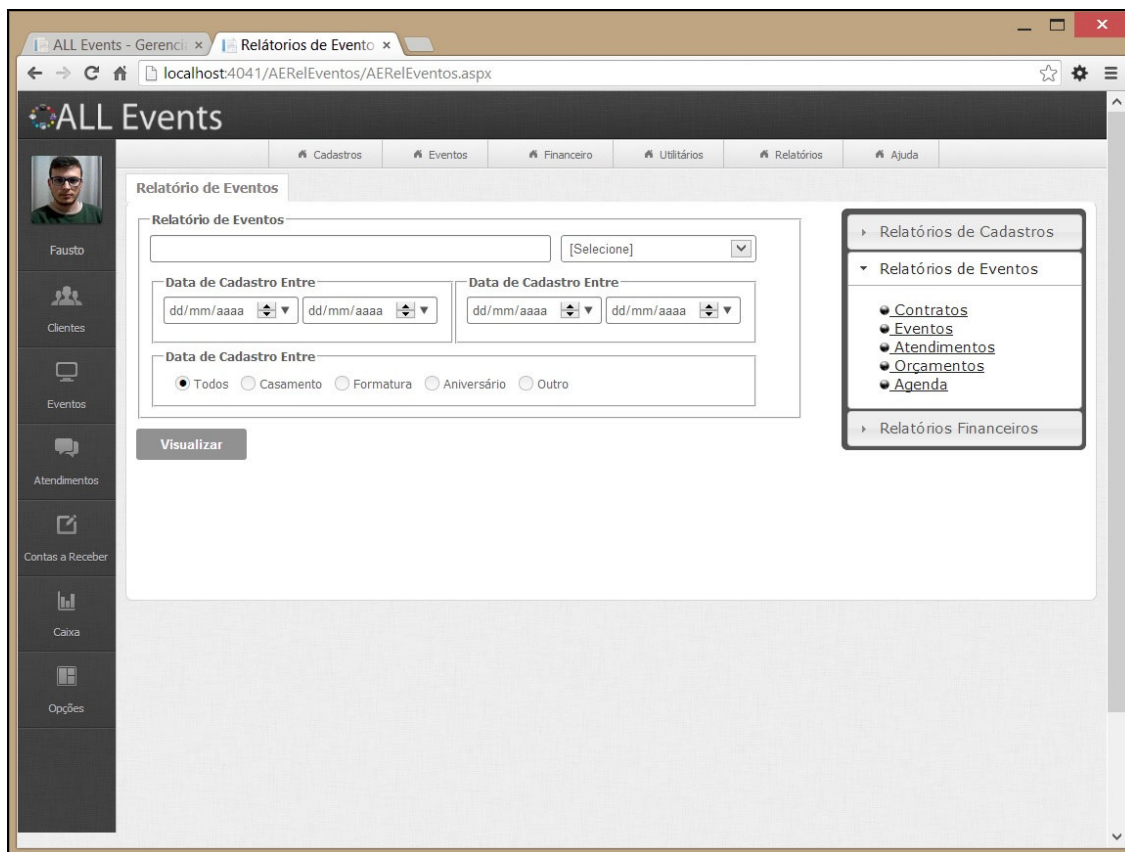 ALL Events - Gerenci
Relátorios de Evento
localhost:4041/AERelEventos/AERelEventos.aspx
ALL Events
Cadastros Eventos Financeiro Utilitários Relatórios Ajuda
Fausto
Clientes
Eventos
Atendimentos
Contas a Receber
Caixa
Opções
Relatório de Eventos
Relatório de Eventos
[Selecione]
Data de Cadastro Entre Data de Cadastro Entre
dd/mm/aaaa dd/mm/aaaa dd/mm/aaaa dd/mm/aaaa
Data de Cadastro Entre
Todos Casamento Formatura Aniversário Outro
Visualizar
Relatórios de Cadastros
Relatórios de Eventos
Contratos
Eventos
Atendimentos
Orçamentos
Agenda
Relatórios Financeiros